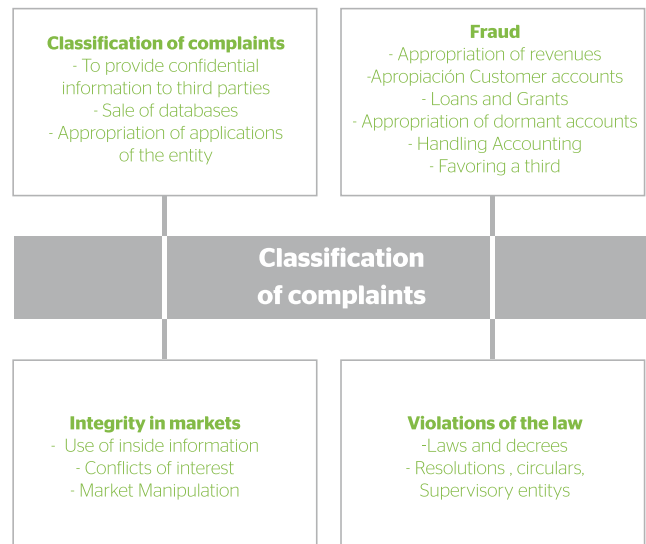 Classification of complaints
- To provide confidential
information to third parties
- Sale of databases
- Appropriation of applications
of the entity
Fraud
- Appropriation of revenues
-Apropiación Customer accounts
- Loans and Grants
- Appropriation of dormant accounts
- Handling Accounting
- Favoring a third
Classification
of complaints
Integrity in markets
- Use of inside information
- Conflicts of interest
- Market Manipulation
Violations of the law
-Laws and decrees
- Resolutions , circulars,
Supervisory entitys